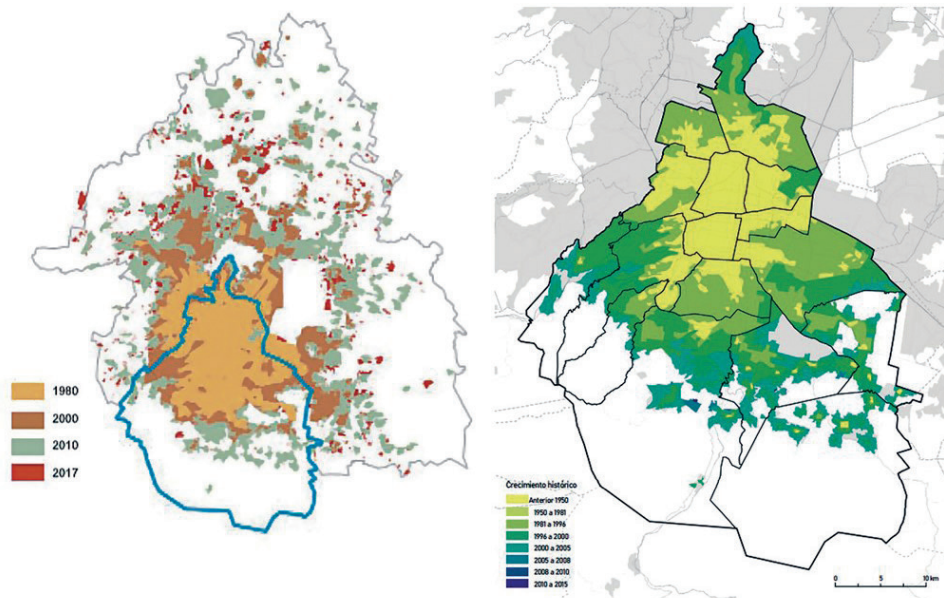 1980
2000
2010
2017
Crecimiento histórico
Anterior 1950
1950 a 1981
1981 a 1996
1996 a 2000
2000 a 2005
2005 a 2008
2008 a 2010
2010 a 2015
0 5 10 km